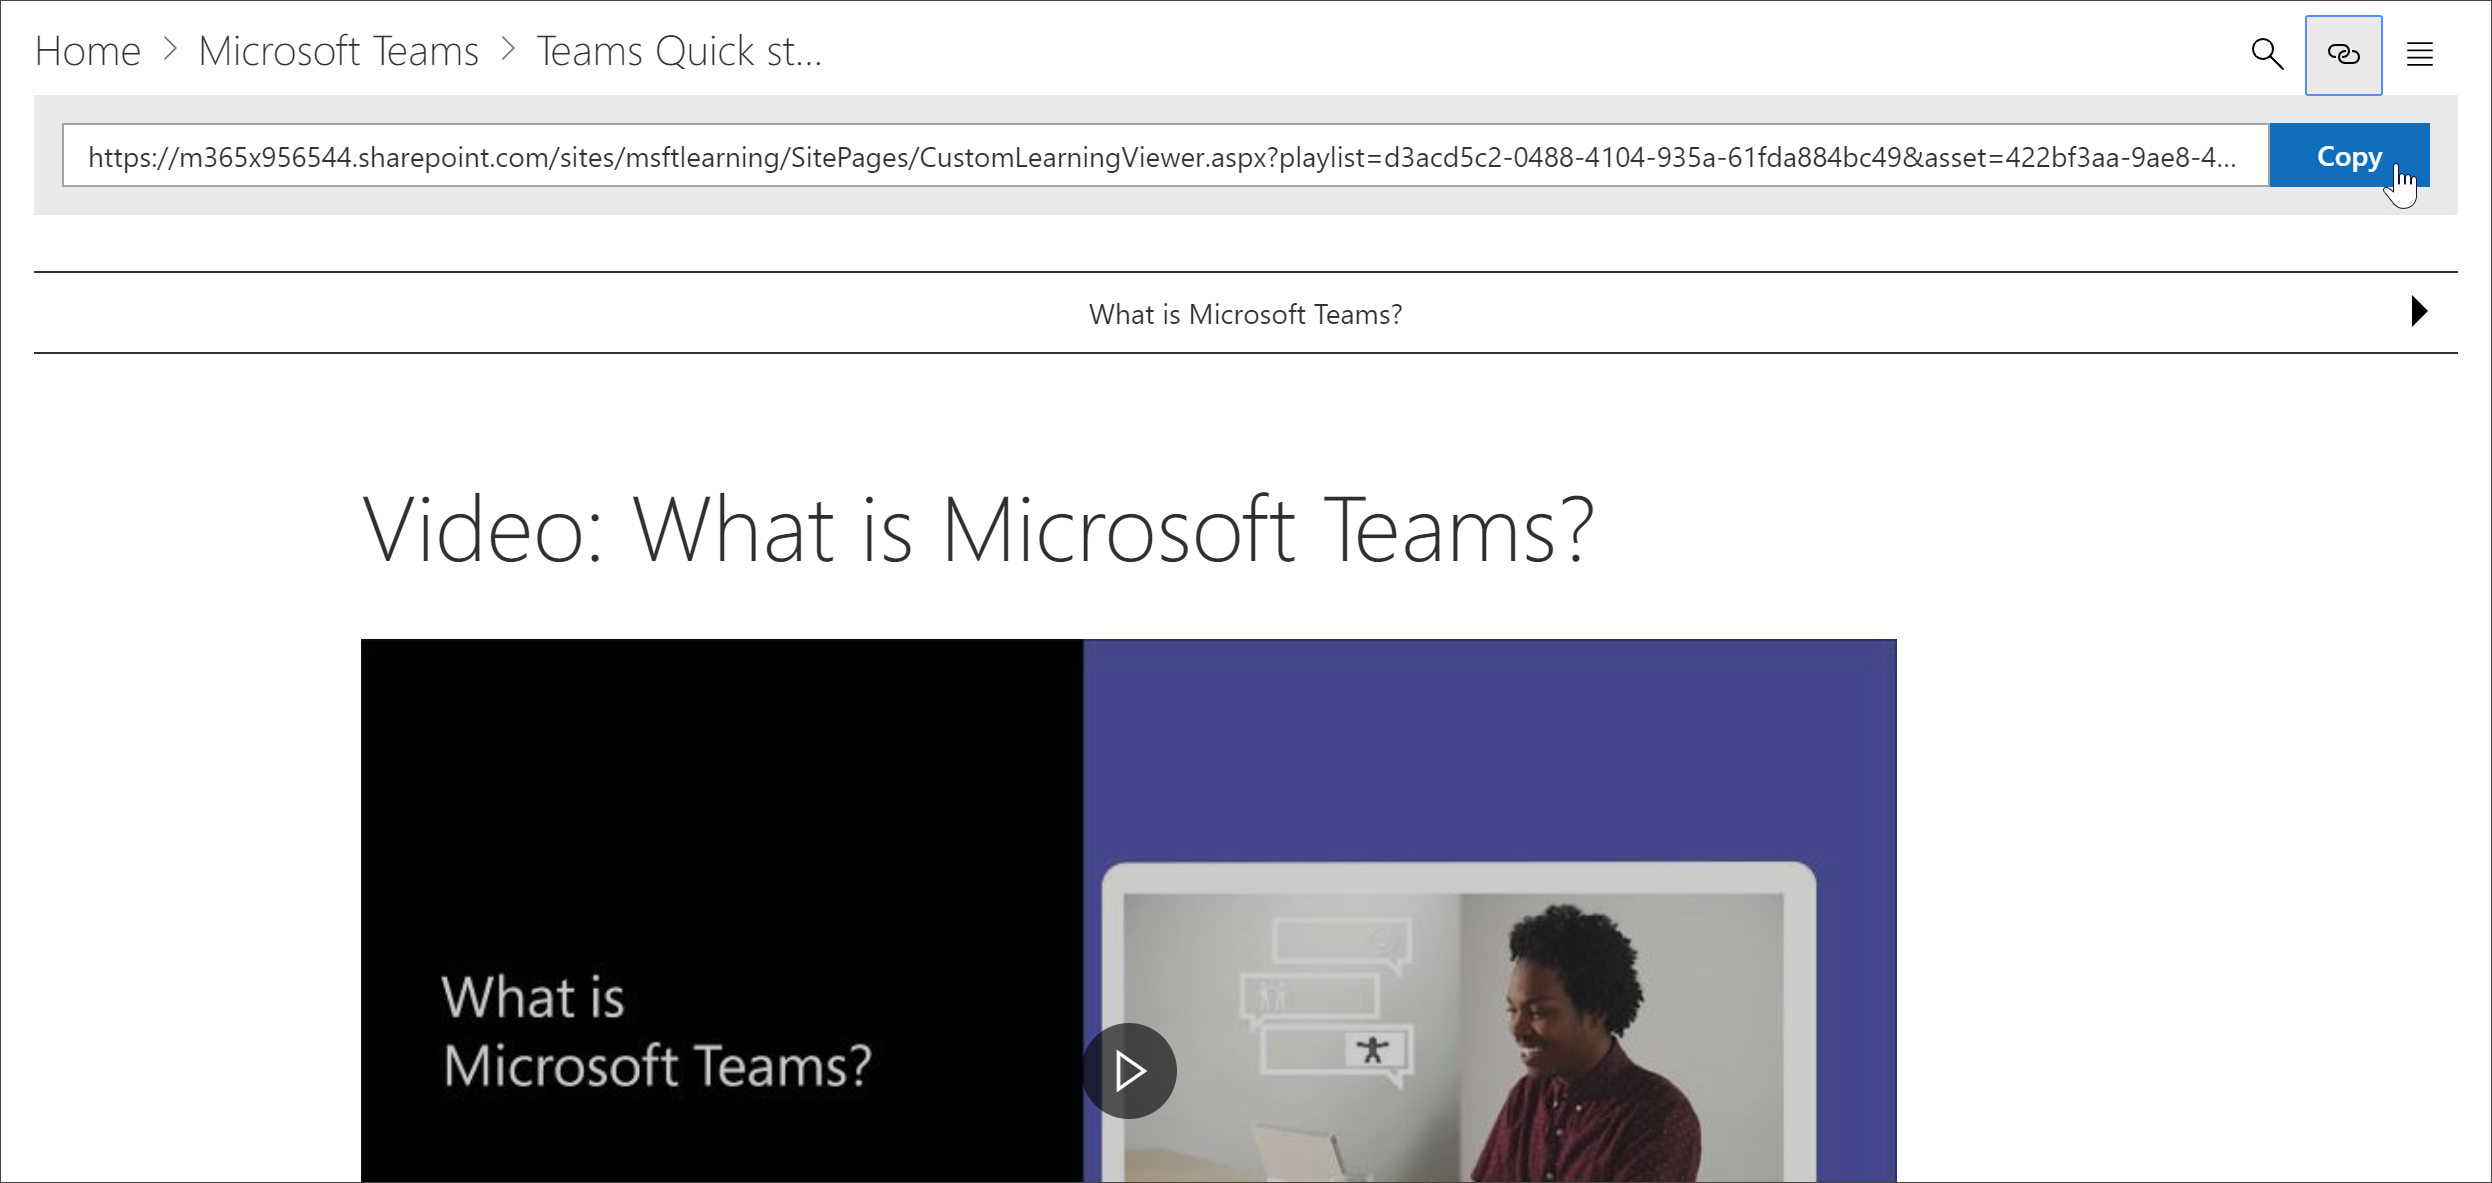 Home > Microsoft Teams > Teams Quick st...
https://m365x956544.sharepoint.com/sites/msftlearning/SitePages/CustomLearningViewer.aspx?playlist=d3acd5c2-0488-4104-935a-61fda884bc49&asset=422bf3aa-9ae8-4...
Copy
What is Microsoft Teams?
Video: What is Microsoft Teams?
What is
Microsoft Teams?